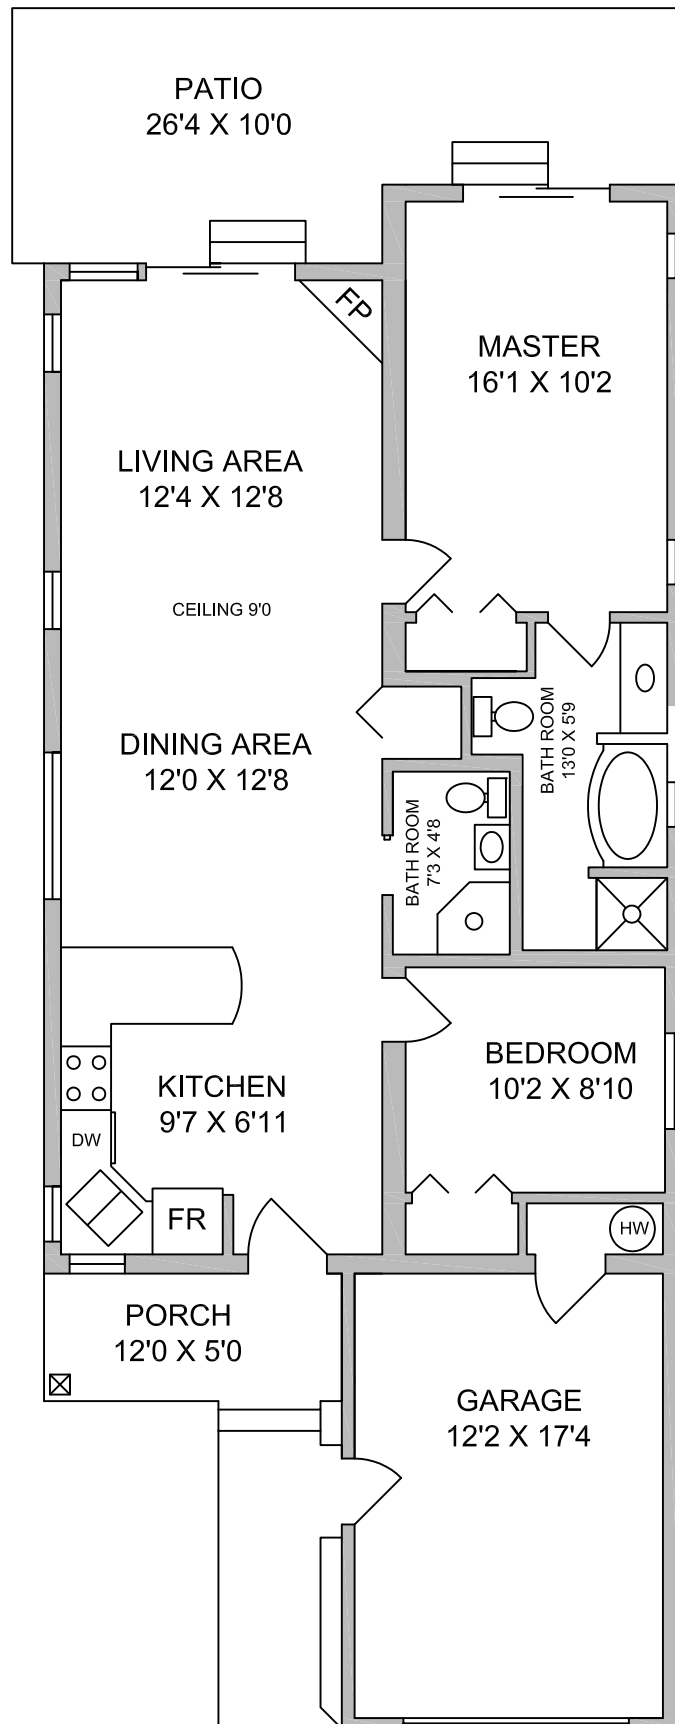 PATIO
26'4 X 10'0
FP
MASTER
16'1 X 10'2
LIVING AREA
12'4 X 12'8
CEILING 9'0
DINING AREA
12'0 X 12'8
BATH ROOM
13'0 X 5'9
BATH ROOM
7'3 X 4'8
BEDROOM
10'2 X 8'10
KITCHEN
9'7 X 6'11
DW
FR
HW
PORCH
12'0 X 5'0
GARAGE
12'2 X 17'4